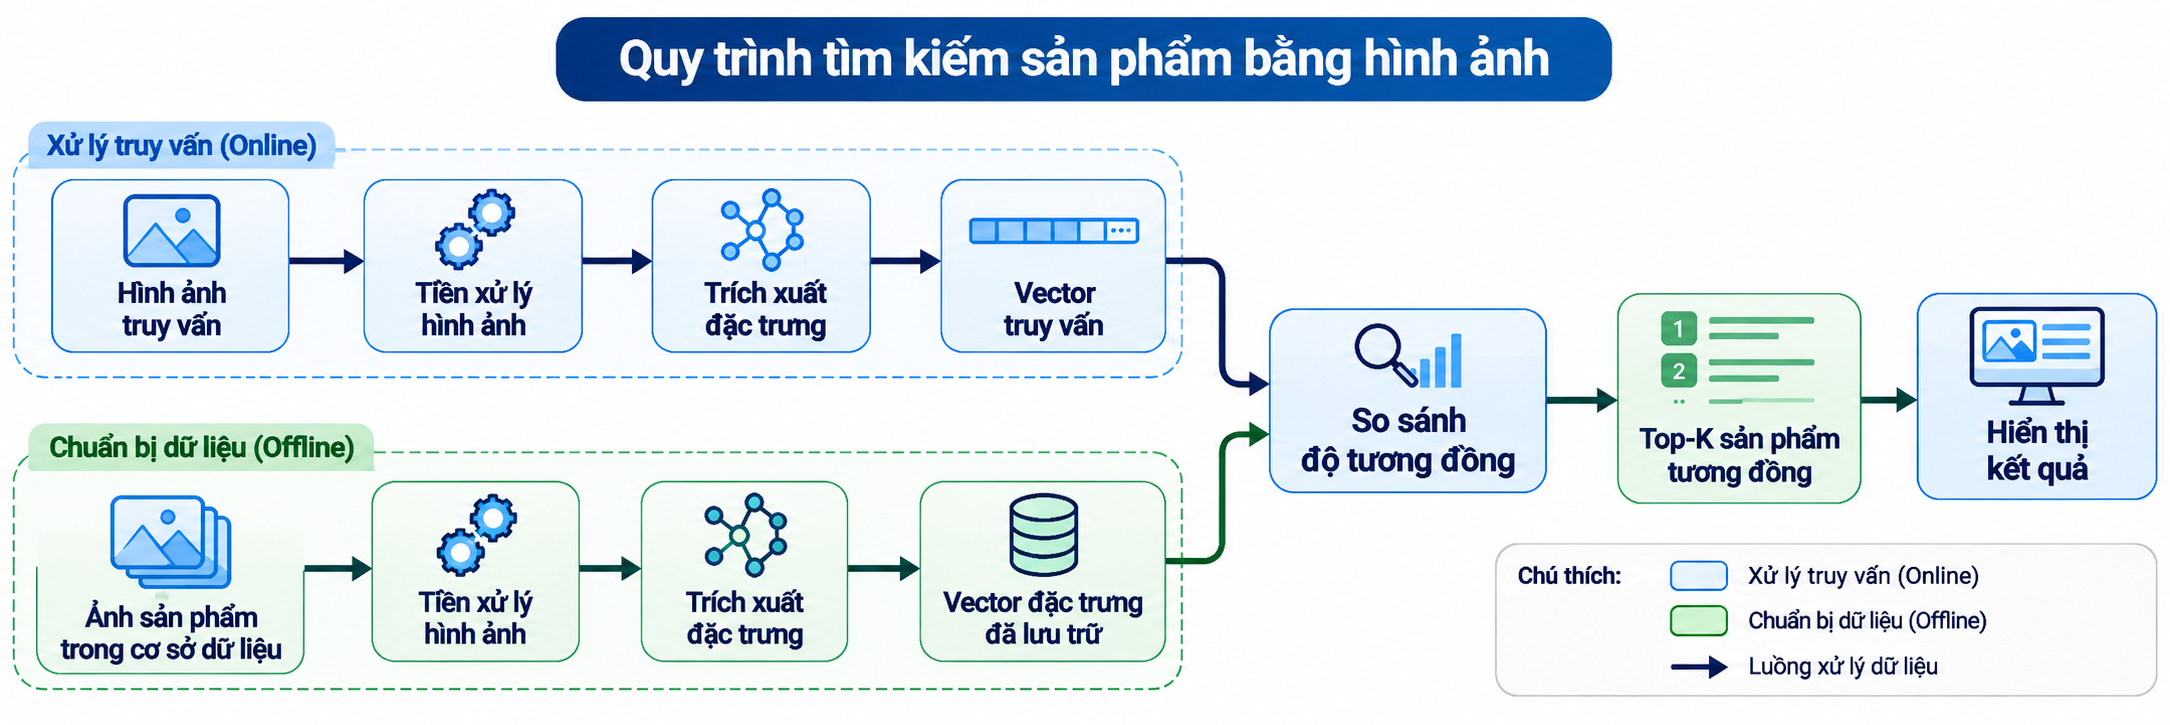 Quy trình tìm kiếm sản phẩm bằng hình ảnh
Xử lý truy vấn (Online)
Hình ảnh
truy vấn
Tiền xử lý
hình ảnh
Trích xuất
đặc trưng
Vector
truy vấn
Chuẩn bị dữ liệu (Offline)
Ảnh sản phẩm
trong cơ sở dữ liệu
Tiền xử lý
hình ảnh
Trích xuất
đặc trưng
Vector đặc trưng
đã lưu trữ
So sánh
độ tương đồng
1
2
Top-K sản phẩm
tương đồng
Hiển thị
kết quả
Chú thích:
Xử lý truy vấn (Online)
Chuẩn bị dữ liệu (Offline)
Luồng xử lý dữ liệu